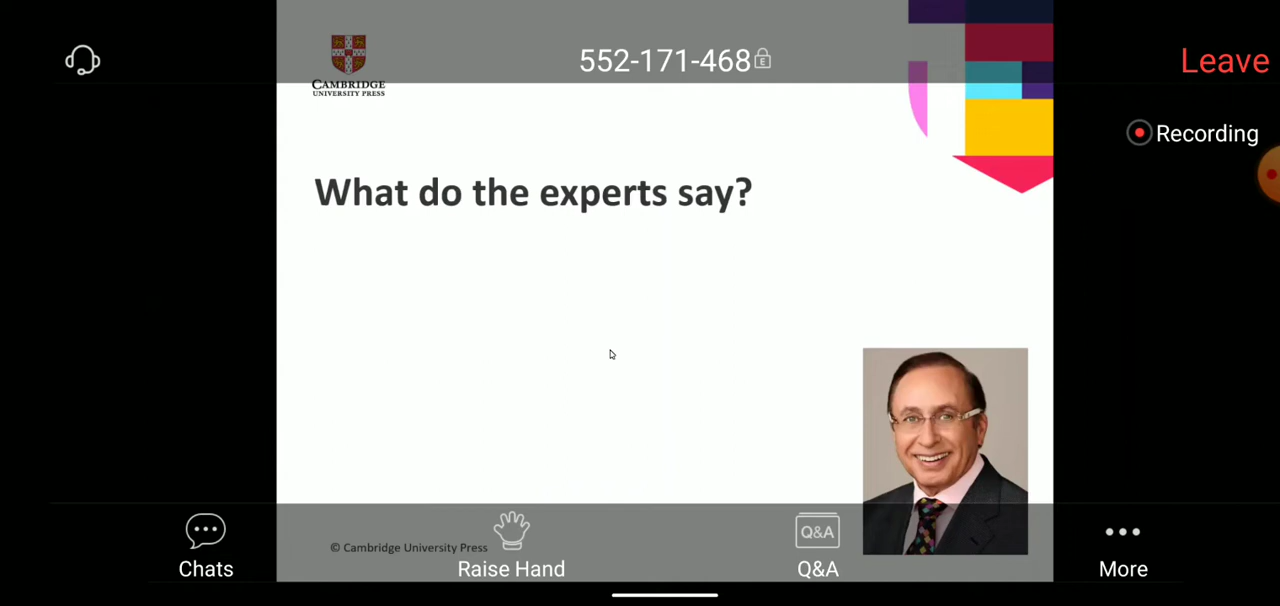 552-171-468
E
Leave
CAMBRIDGE
UNIVERSITY PRESS
Recording
What do the experts say?
© Cambridge University Press
Q&A
Chats
Raise Hand
Q&A
More